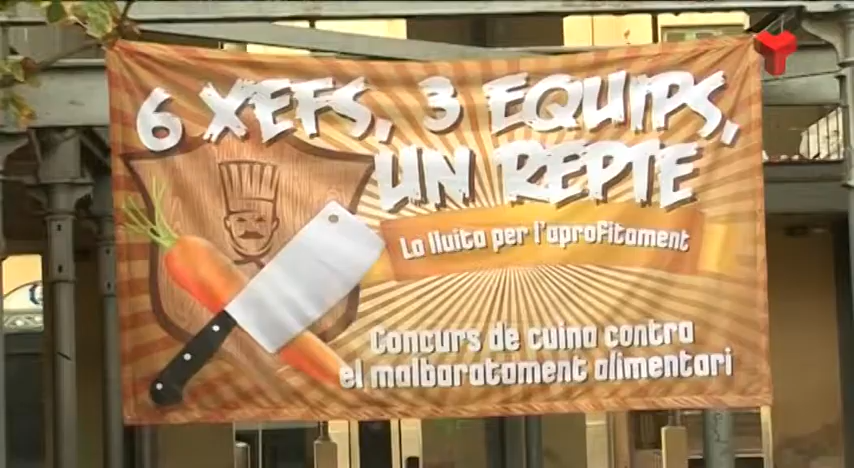 6 XEFS, 3 EQUIPS,
UN REPTE
La lluita per l'aprofitament
Concurs de cuina contra
el malbaratament alimentari